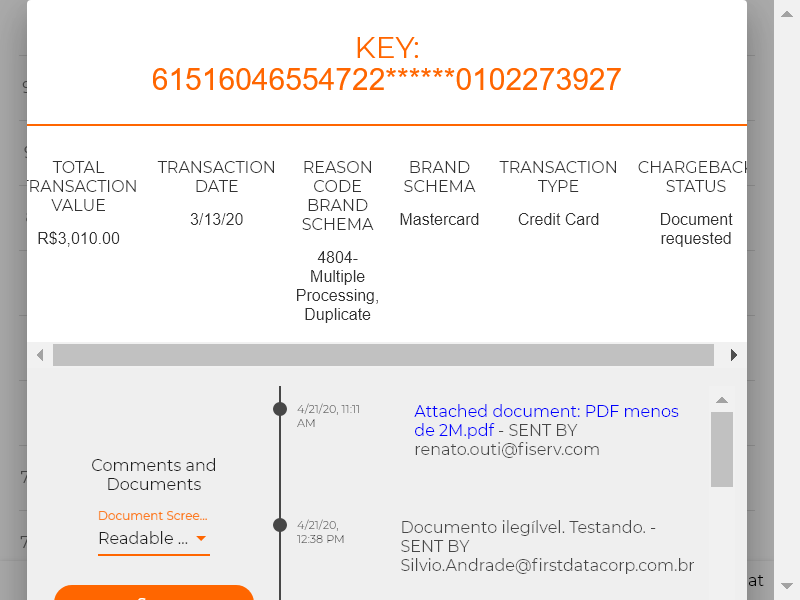 KEY:
61516046554722******0102273927
TOTAL
TRANSACTION
VALUE
R$3,010.00
TRANSACTION
DATE
3/13/20
REASON
CODE
BRAND
SCHEMA
4804-
Multiple
Processing,
Duplicate
BRAND
SCHEMA
Mastercard
TRANSACTION
TYPE
Credit Card
CHARGEBACK
STATUS
Document
requested
Comments and
Documents
Document Scree...
Readable ...
4/21/20, 11:11
AM
Attached document: PDF menos
de 2M.pdf - SENT BY
renato.outi@fiserv.com
4/21/20,
12:38 PM
Documento ilegílvel. Testando. -
SENT BY
Silvio.Andrade@firstdatacorp.com.br
at